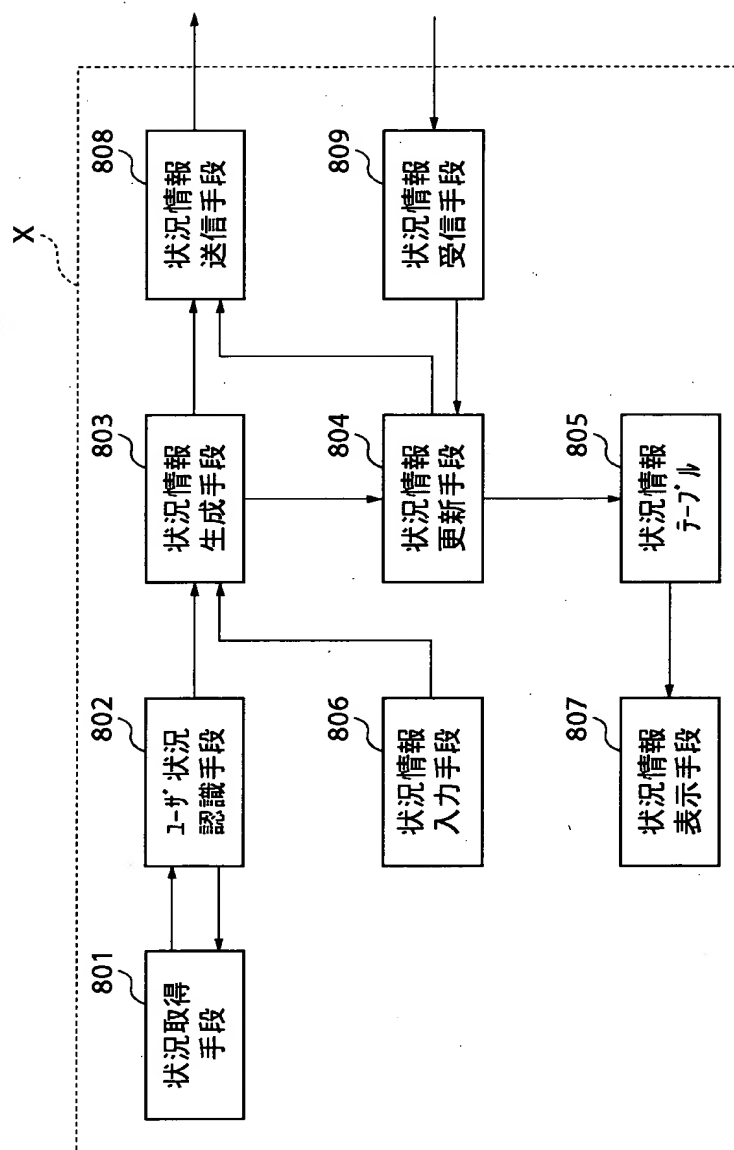 X
801
状況取得
手段
802
ﾕｰｻﾞ状況
認識手段
803
状況情報
生成手段
808
状況情報
送信手段
806
状況情報
入力手段
804
状況情報
更新手段
809
状況情報
受信手段
807
状況情報
表示手段
805
状況情報
ﾃｰﾌﾞﾙ